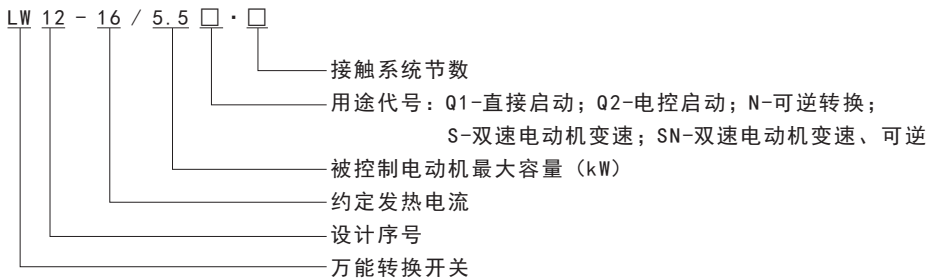 LW 12-16/5.5□·□
接触系统节数
用途代号：Q1-直接启动；Q2-电控启动；N-可逆转换；
S-双速电动机变速；SN-双速电动机变速、可逆
被控制电动机最大容量（kW）
约定发热电流
设计序号
万能转换开关